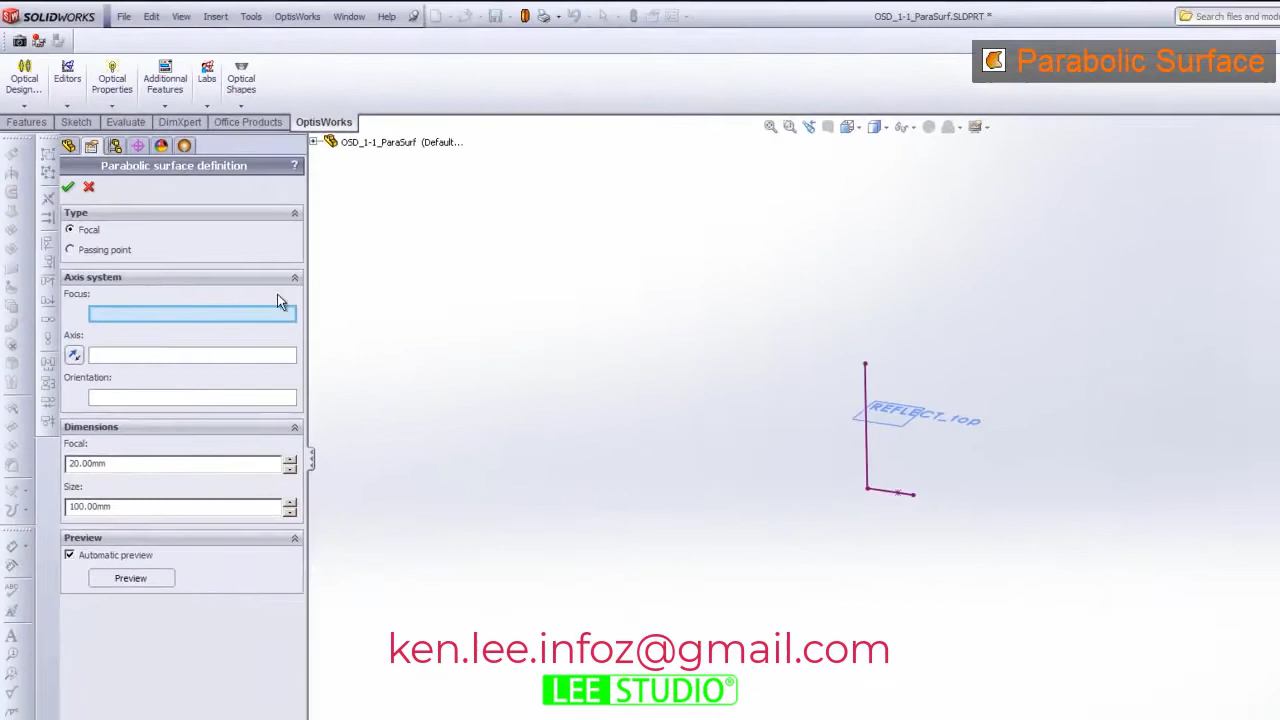 SOLIDWORKS File Edit View Insert Tools OptisWorks Window Help OSD_1-1_ParaSurf.SLDPRT * Search files and mode
Parabolic Surface
Optical Design... Editors Optical Properties Additionnal Features Labs Optical Shapes
Features Sketch Evaluate DimXpert Office Products OptisWorks
OSD_1-1_ParaSurf (Default...
Parabolic surface definition ?
Type
Focal
Passing point
Axis system
Focus:
Axis:
Orientation:
Dimensions
Focal:
20.00mm
Size:
100.00mm
Preview
Automatic preview
Preview
REFLECT_Top
ken.lee.infoz@gmail.com
LEE STUDIO®